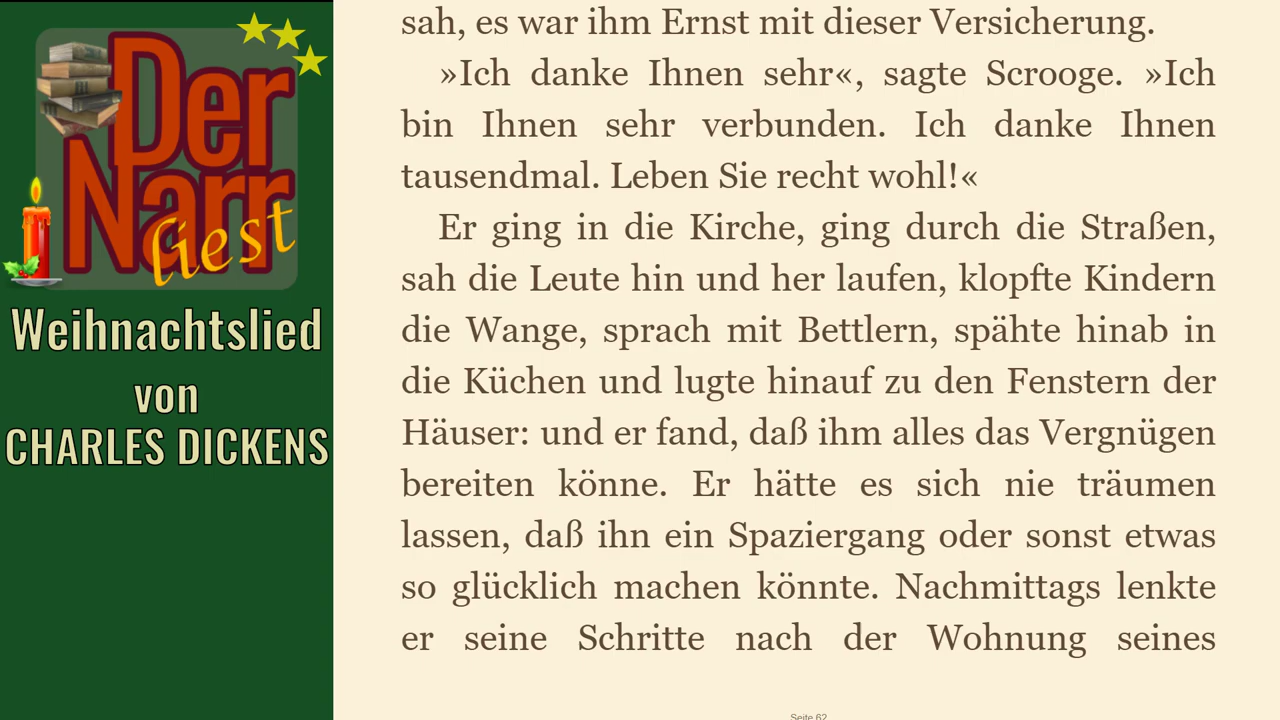 Der
Narr
liest
Weihnachtslied
von
CHARLES DICKENS
sah, es war ihm Ernst mit dieser Versicherung.
»Ich danke Ihnen sehr«, sagte Scrooge. »Ich
bin Ihnen sehr verbunden. Ich danke Ihnen
tausendmal. Leben Sie recht wohl!«
Er ging in die Kirche, ging durch die Straßen,
sah die Leute hin und her laufen, klopfte Kindern
die Wange, sprach mit Bettlern, spähte hinab in
die Küchen und lugte hinauf zu den Fenstern der
Häuser: und er fand, daß ihm alles das Vergnügen
bereiten könne. Er hätte es sich nie träumen
lassen, daß ihn ein Spaziergang oder sonst etwas
so glücklich machen könnte. Nachmittags lenkte
er seine Schritte nach der Wohnung seines
Seite 62